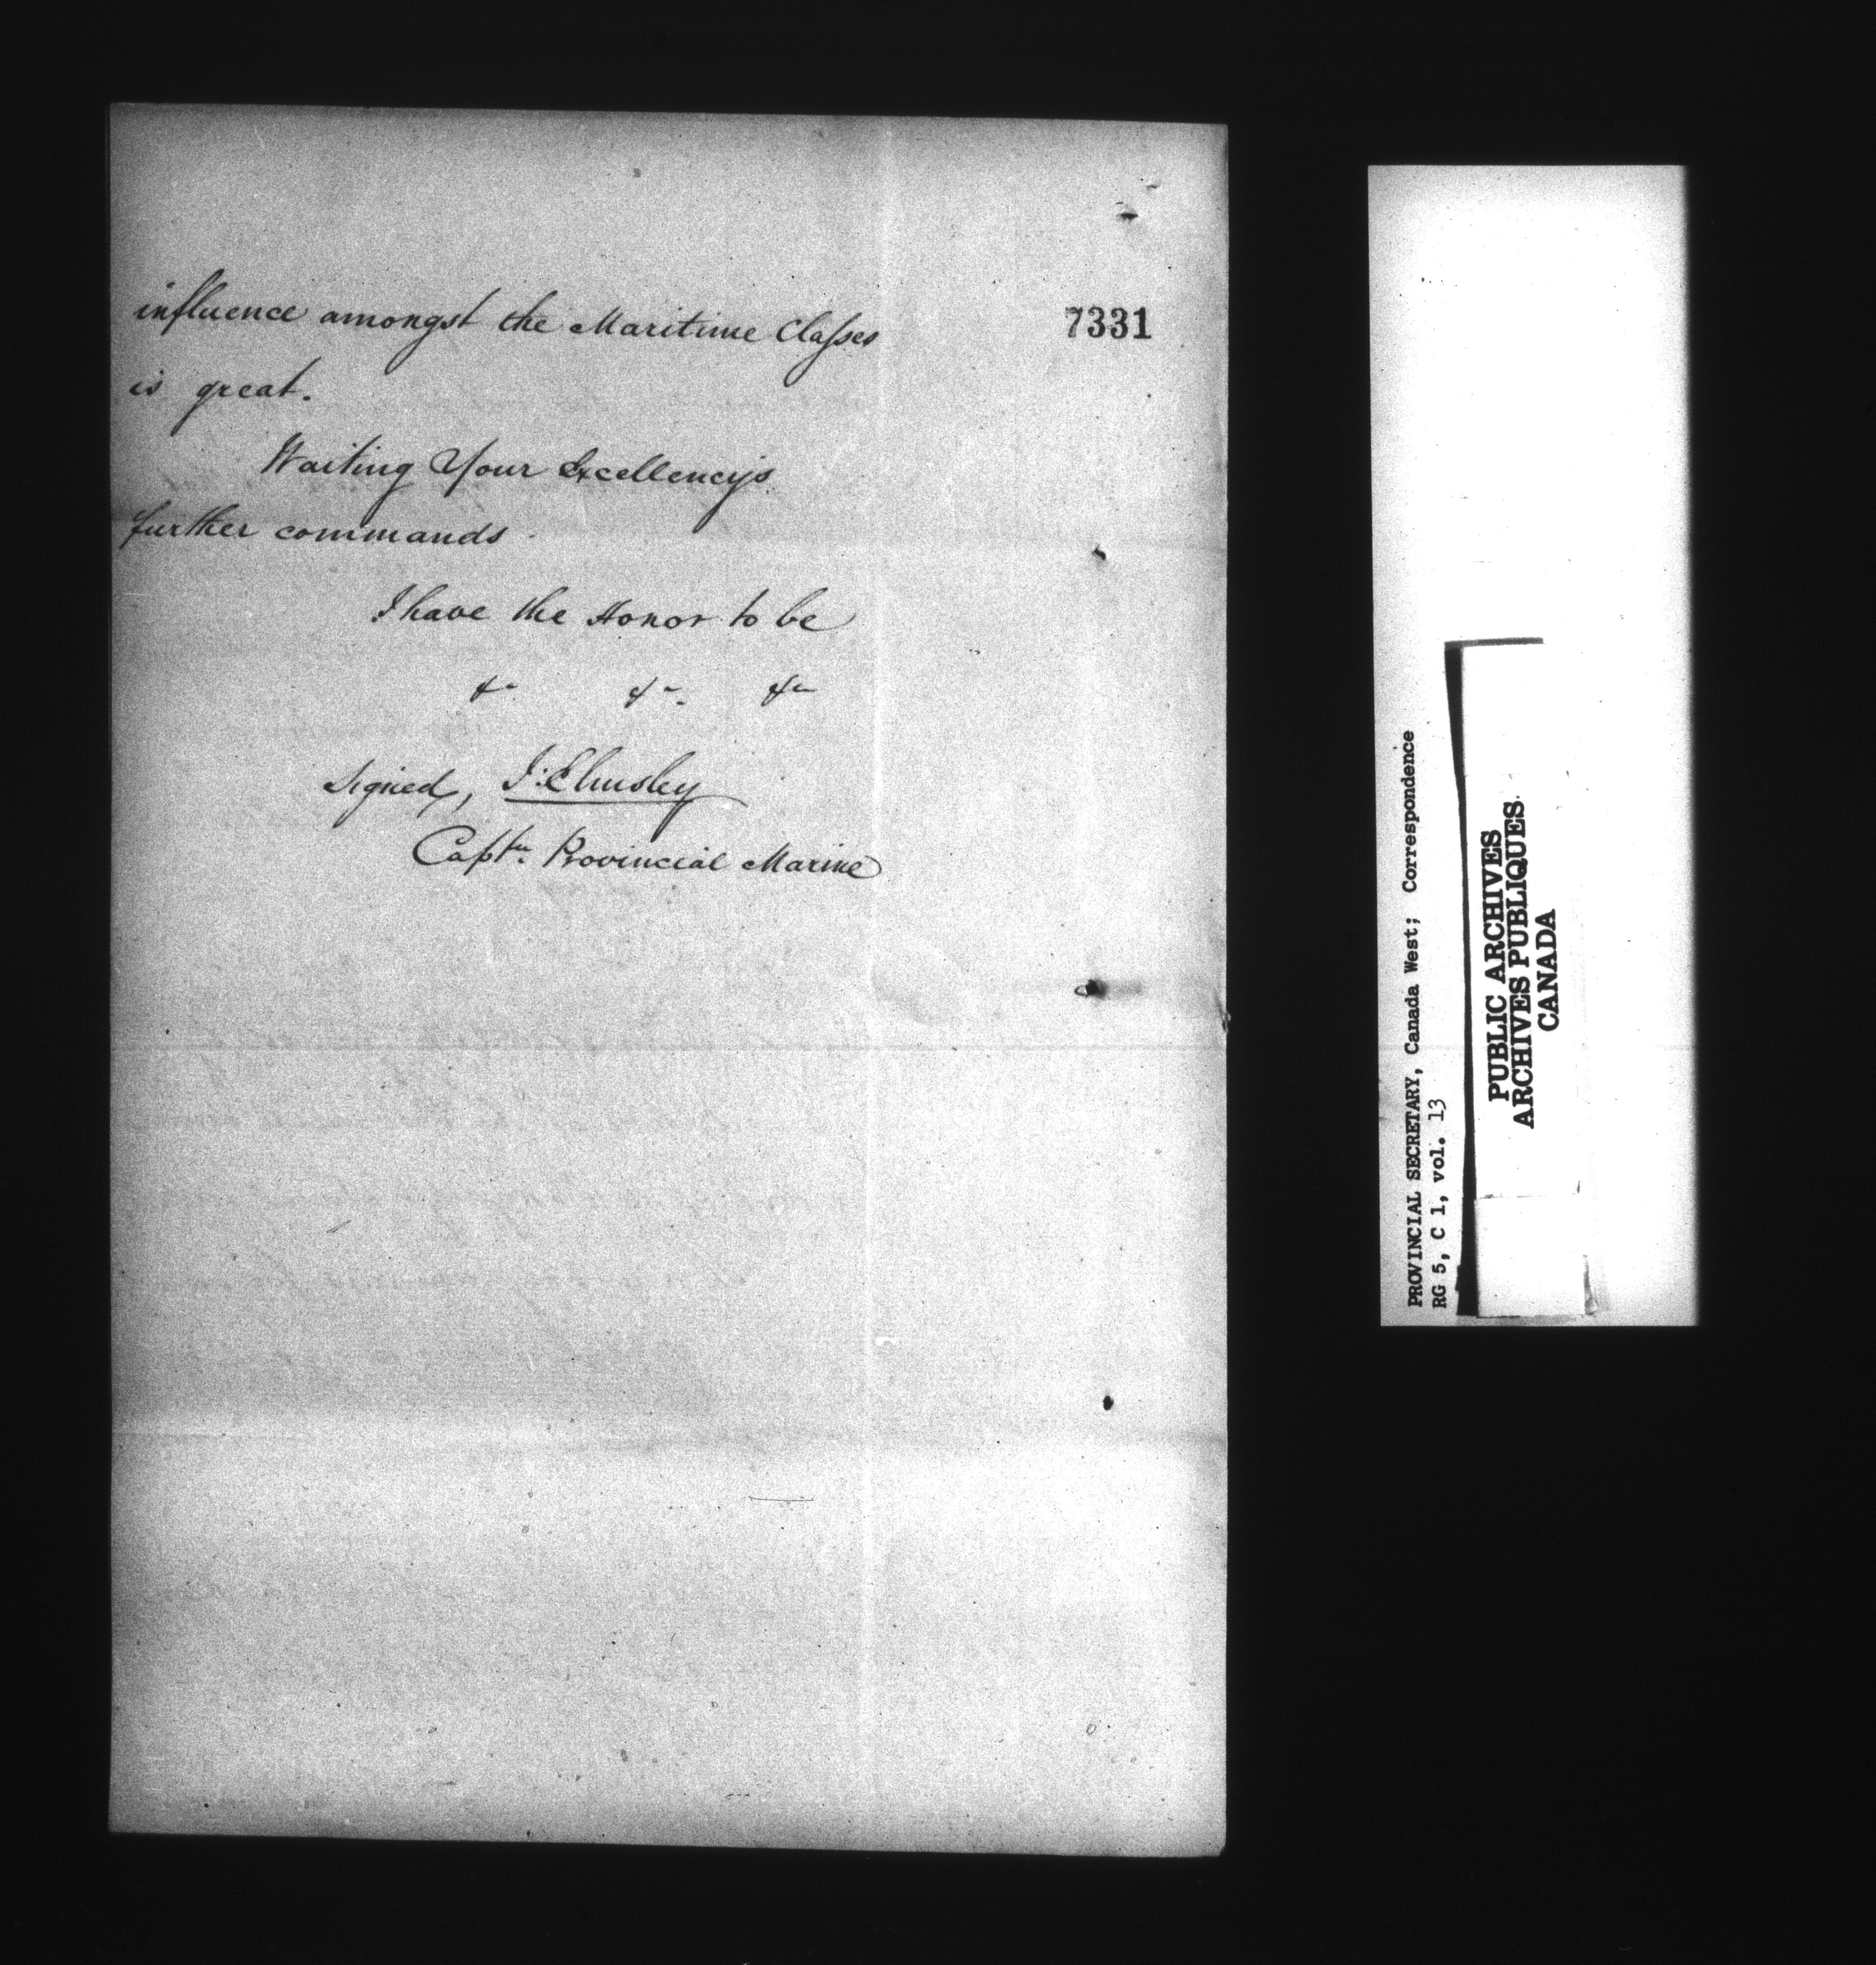 7331
influence amongst the Maritime Classes
is great.
Waiting Your Excellency's
further commands
I have the Honor to be
&c &c. &c
Signed, J: Elmsley
Captn. Provincial Marine
PROVINCIAL SECRETARY, Canada West; Correspondence
RG 5, C 1, vol. 13
PUBLIC ARCHIVES
ARCHIVES PUBLIQUES
CANADA